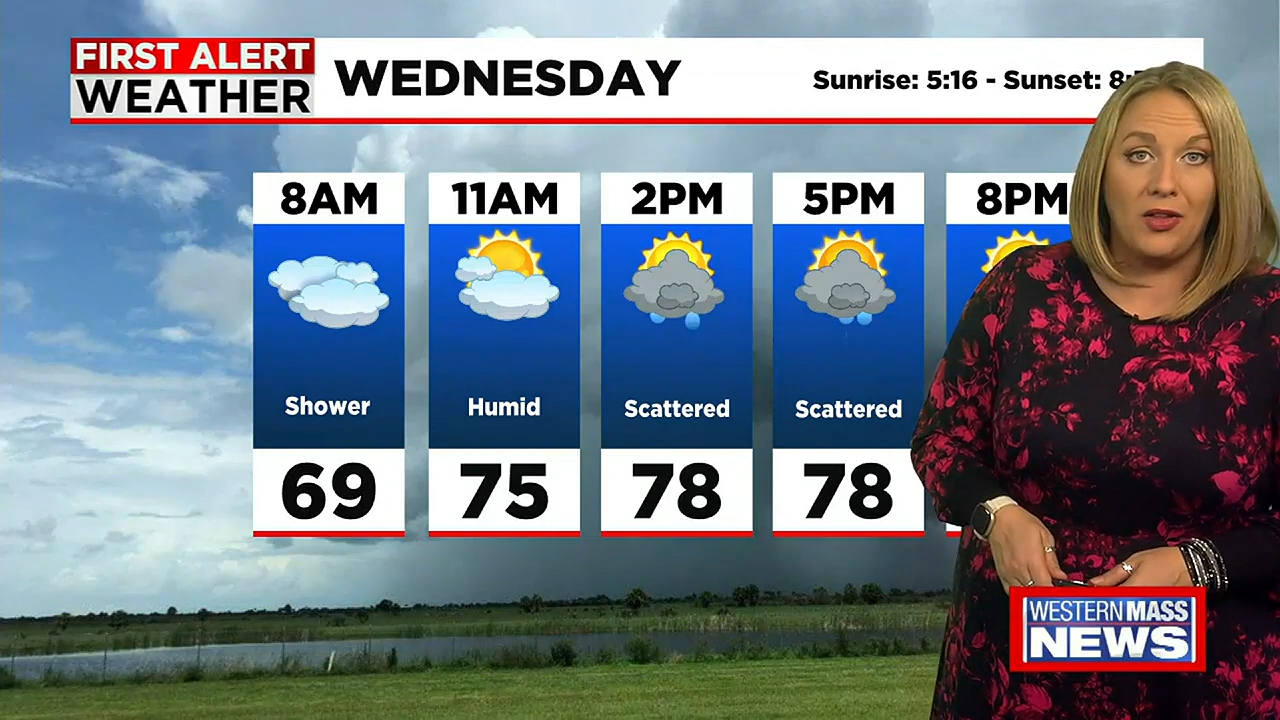 FIRST ALERT
WEATHER
WEDNESDAY
Sunrise: 5:16 - Sunset:
8AM
11AM
2PM
5PM
8PM
Shower
Humid
Scattered
Scattered
69
75
78
78
WESTERN MASS
NEWS